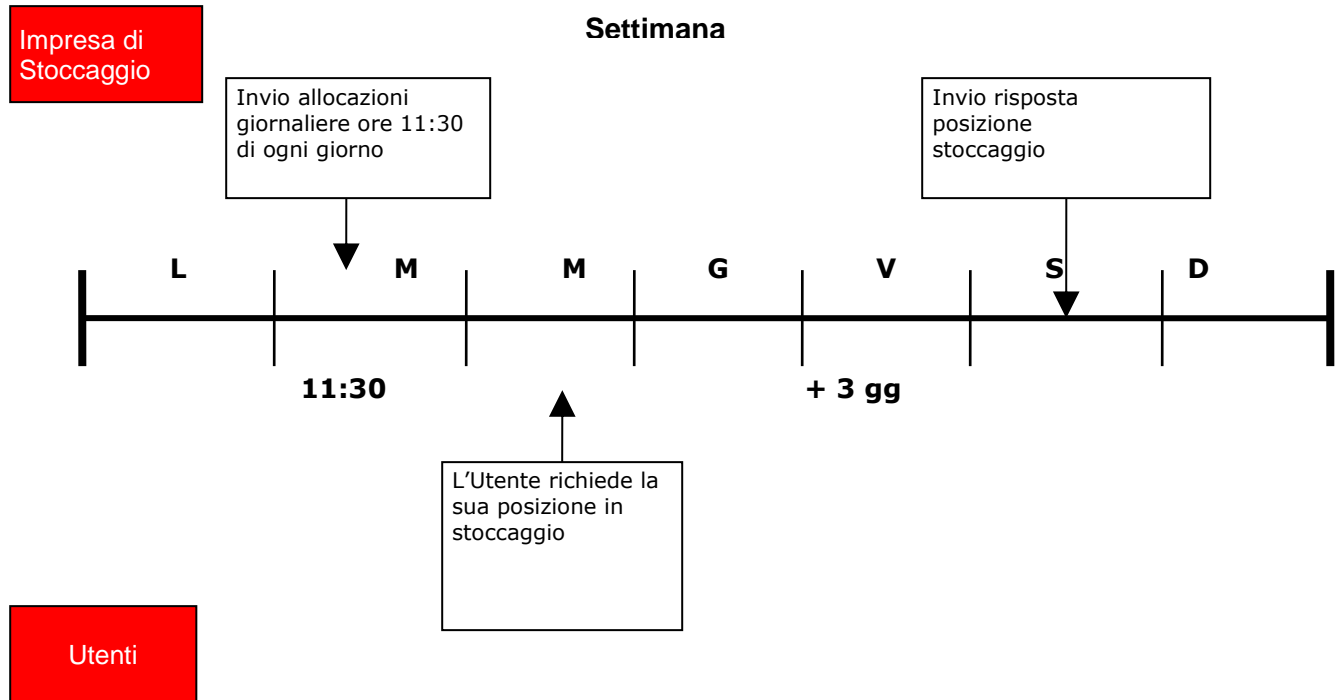 Settimana
Impresa di
Stoccaggio
Invio allocazioni
giornaliere ore 11:30
di ogni giorno
Invio risposta
posizione
stoccaggio
L M M G V S D
11:30 + 3 gg
L’Utente richiede la
sua posizione in
stoccaggio
Utenti